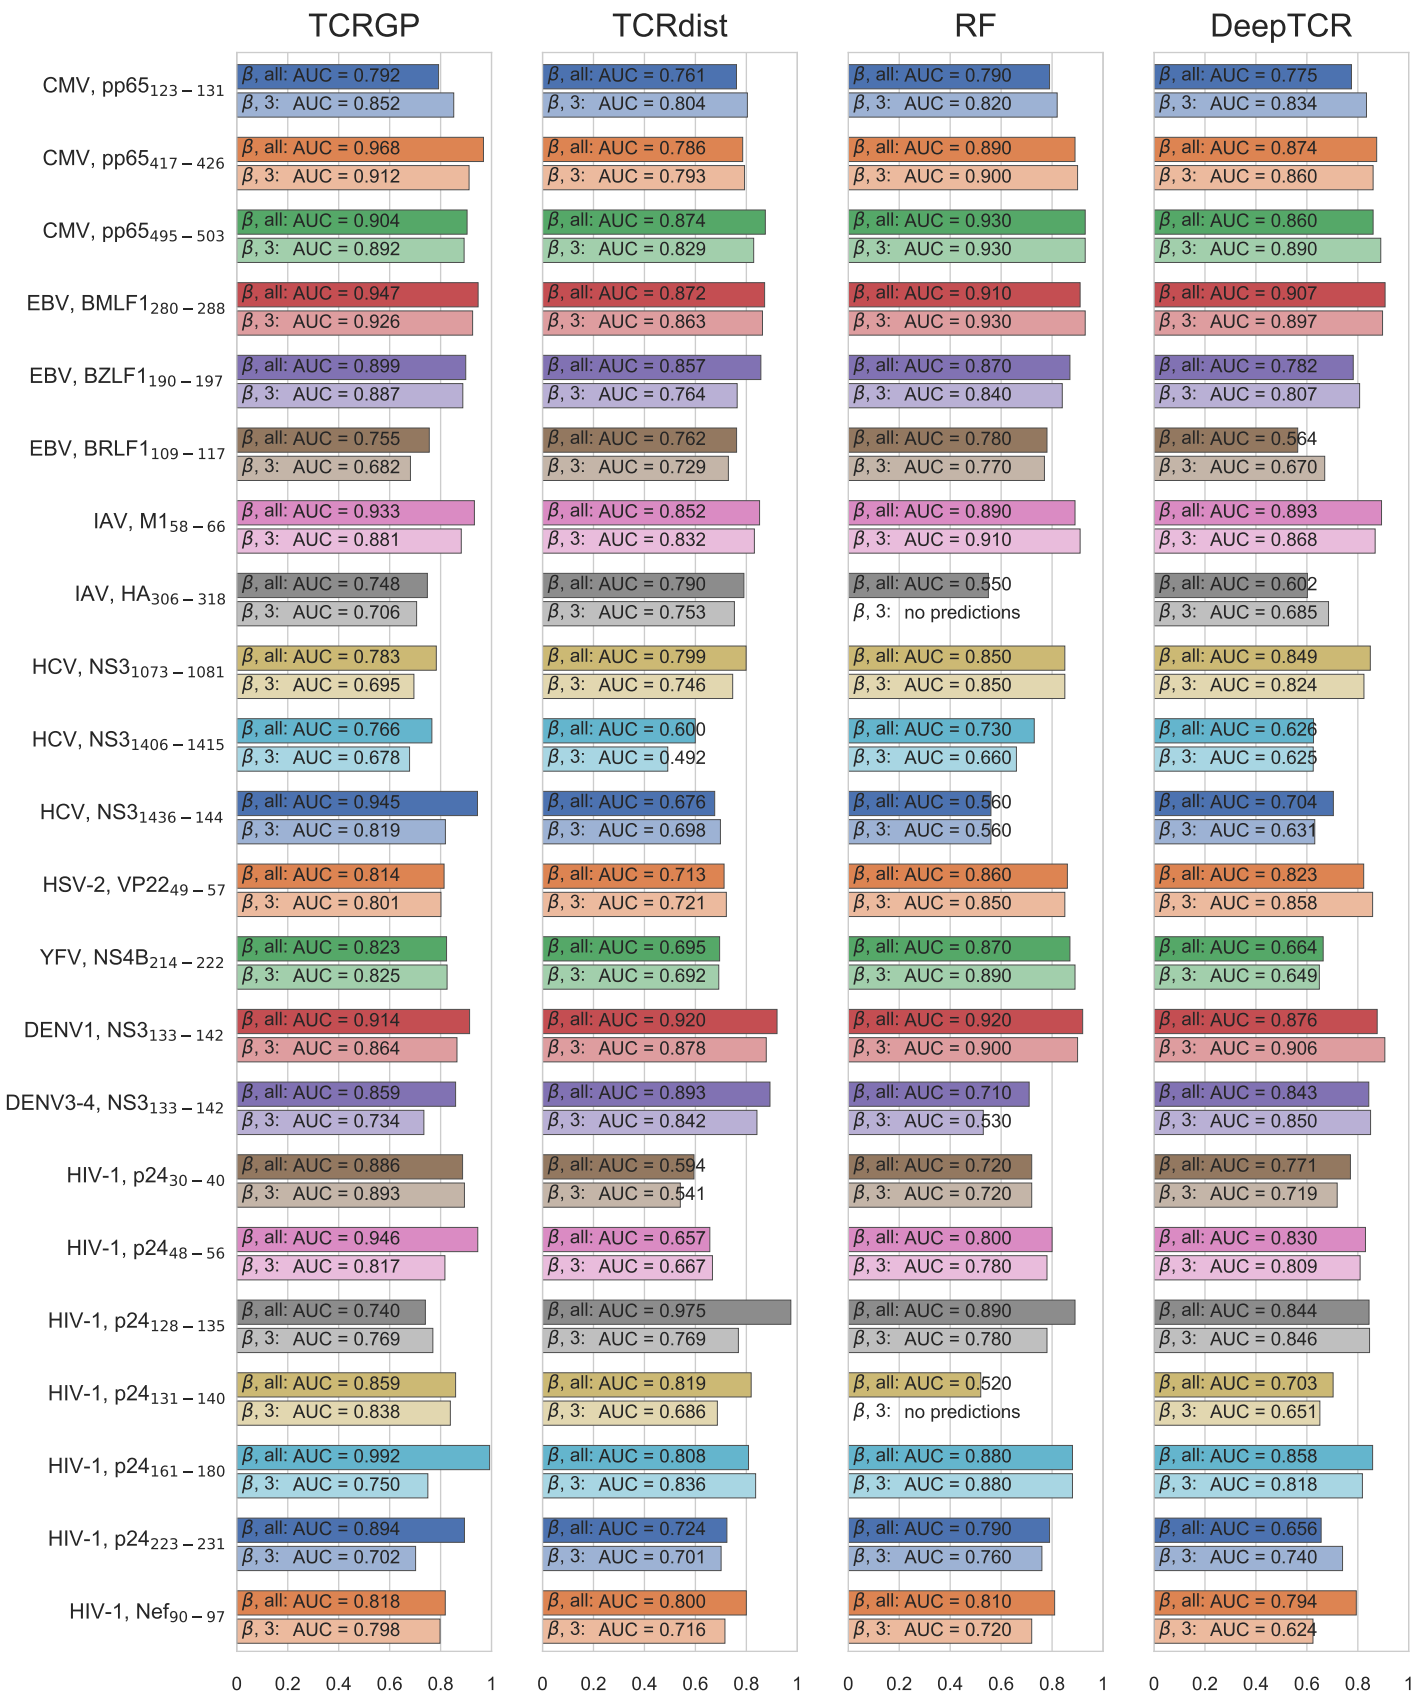 TCRGP TCRdist RF DeepTCR
CMV, pp65₁₂₃₋₁₃₁ β, all: AUC = 0.792 β, all: AUC = 0.761 β, all: AUC = 0.790 β, all: AUC = 0.775
β, 3: AUC = 0.852 β, 3: AUC = 0.804 β, 3: AUC = 0.820 β, 3: AUC = 0.834
CMV, pp65₄₁₇₋₄₂₆ β, all: AUC = 0.968 β, all: AUC = 0.786 β, all: AUC = 0.890 β, all: AUC = 0.874
β, 3: AUC = 0.912 β, 3: AUC = 0.793 β, 3: AUC = 0.900 β, 3: AUC = 0.860
CMV, pp65₄₉₅₋₅₀₃ β, all: AUC = 0.904 β, all: AUC = 0.874 β, all: AUC = 0.930 β, all: AUC = 0.860
β, 3: AUC = 0.892 β, 3: AUC = 0.829 β, 3: AUC = 0.930 β, 3: AUC = 0.890
EBV, BMLF1₂₈₀₋₂₈₈ β, all: AUC = 0.947 β, all: AUC = 0.872 β, all: AUC = 0.910 β, all: AUC = 0.907
β, 3: AUC = 0.926 β, 3: AUC = 0.863 β, 3: AUC = 0.930 β, 3: AUC = 0.897
EBV, BZLF1₁₉₀₋₁₉₇ β, all: AUC = 0.899 β, all: AUC = 0.857 β, all: AUC = 0.870 β, all: AUC = 0.782
β, 3: AUC = 0.887 β, 3: AUC = 0.764 β, 3: AUC = 0.840 β, 3: AUC = 0.807
EBV, BRLF1₁₀₉₋₁₁₇ β, all: AUC = 0.755 β, all: AUC = 0.762 β, all: AUC = 0.780 β, all: AUC = 0.564
β, 3: AUC = 0.682 β, 3: AUC = 0.729 β, 3: AUC = 0.770 β, 3: AUC = 0.670
IAV, M1₅₈₋₆₆ β, all: AUC = 0.933 β, all: AUC = 0.852 β, all: AUC = 0.890 β, all: AUC = 0.893
β, 3: AUC = 0.881 β, 3: AUC = 0.832 β, 3: AUC = 0.910 β, 3: AUC = 0.868
IAV, HA₃₀₆₋₃₁₈ β, all: AUC = 0.748 β, all: AUC = 0.790 β, all: AUC = 0.550 β, all: AUC = 0.602
β, 3: AUC = 0.706 β, 3: AUC = 0.753 β, 3: no predictions β, 3: AUC = 0.685
HCV, NS3₁₀₇₃₋₁₀₈₁ β, all: AUC = 0.783 β, all: AUC = 0.799 β, all: AUC = 0.850 β, all: AUC = 0.849
β, 3: AUC = 0.695 β, 3: AUC = 0.746 β, 3: AUC = 0.850 β, 3: AUC = 0.824
HCV, NS3₁₄₀₆₋₁₄₁₅ β, all: AUC = 0.766 β, all: AUC = 0.600 β, all: AUC = 0.730 β, all: AUC = 0.626
β, 3: AUC = 0.678 β, 3: AUC = 0.492 β, 3: AUC = 0.660 β, 3: AUC = 0.625
HCV, NS3₁₄₃₆₋₁₄₄ β, all: AUC = 0.945 β, all: AUC = 0.676 β, all: AUC = 0.560 β, all: AUC = 0.704
β, 3: AUC = 0.819 β, 3: AUC = 0.698 β, 3: AUC = 0.560 β, 3: AUC = 0.631
HSV-2, VP22₄₉₋₅₇ β, all: AUC = 0.814 β, all: AUC = 0.713 β, all: AUC = 0.860 β, all: AUC = 0.823
β, 3: AUC = 0.801 β, 3: AUC = 0.721 β, 3: AUC = 0.850 β, 3: AUC = 0.858
YFV, NS4B₂₁₄₋₂₂₂ β, all: AUC = 0.823 β, all: AUC = 0.695 β, all: AUC = 0.870 β, all: AUC = 0.664
β, 3: AUC = 0.825 β, 3: AUC = 0.692 β, 3: AUC = 0.890 β, 3: AUC = 0.649
DENV1, NS3₁₃₃₋₁₄₂ β, all: AUC = 0.914 β, all: AUC = 0.920 β, all: AUC = 0.920 β, all: AUC = 0.876
β, 3: AUC = 0.864 β, 3: AUC = 0.878 β, 3: AUC = 0.900 β, 3: AUC = 0.906
DENV3-4, NS3₁₃₃₋₁₄₂ β, all: AUC = 0.859 β, all: AUC = 0.893 β, all: AUC = 0.710 β, all: AUC = 0.843
β, 3: AUC = 0.734 β, 3: AUC = 0.842 β, 3: AUC = 0.530 β, 3: AUC = 0.850
HIV-1, p24₃₀₋₄₀ β, all: AUC = 0.886 β, all: AUC = 0.594 β, all: AUC = 0.720 β, all: AUC = 0.771
β, 3: AUC = 0.893 β, 3: AUC = 0.541 β, 3: AUC = 0.720 β, 3: AUC = 0.719
HIV-1, p24₄₈₋₅₆ β, all: AUC = 0.946 β, all: AUC = 0.657 β, all: AUC = 0.800 β, all: AUC = 0.830
β, 3: AUC = 0.817 β, 3: AUC = 0.667 β, 3: AUC = 0.780 β, 3: AUC = 0.809
HIV-1, p24₁₂₈₋₁₃₅ β, all: AUC = 0.740 β, all: AUC = 0.975 β, all: AUC = 0.890 β, all: AUC = 0.844
β, 3: AUC = 0.769 β, 3: AUC = 0.769 β, 3: AUC = 0.780 β, 3: AUC = 0.846
HIV-1, p24₁₃₁₋₁₄₀ β, all: AUC = 0.859 β, all: AUC = 0.819 β, all: AUC = 0.520 β, all: AUC = 0.703
β, 3: AUC = 0.838 β, 3: AUC = 0.686 β, 3: no predictions β, 3: AUC = 0.651
HIV-1, p24₁₆₁₋₁₈₀ β, all: AUC = 0.992 β, all: AUC = 0.808 β, all: AUC = 0.880 β, all: AUC = 0.858
β, 3: AUC = 0.750 β, 3: AUC = 0.836 β, 3: AUC = 0.880 β, 3: AUC = 0.818
HIV-1, p24₂₂₃₋₂₃₁ β, all: AUC = 0.894 β, all: AUC = 0.724 β, all: AUC = 0.790 β, all: AUC = 0.656
β, 3: AUC = 0.702 β, 3: AUC = 0.701 β, 3: AUC = 0.760 β, 3: AUC = 0.740
HIV-1, Nef₉₀₋₉₇ β, all: AUC = 0.818 β, all: AUC = 0.800 β, all: AUC = 0.810 β, all: AUC = 0.794
β, 3: AUC = 0.798 β, 3: AUC = 0.716 β, 3: AUC = 0.720 β, 3: AUC = 0.624
0 0.2 0.4 0.6 0.8 1 0 0.2 0.4 0.6 0.8 1 0 0.2 0.4 0.6 0.8 1 0 0.2 0.4 0.6 0.8 1